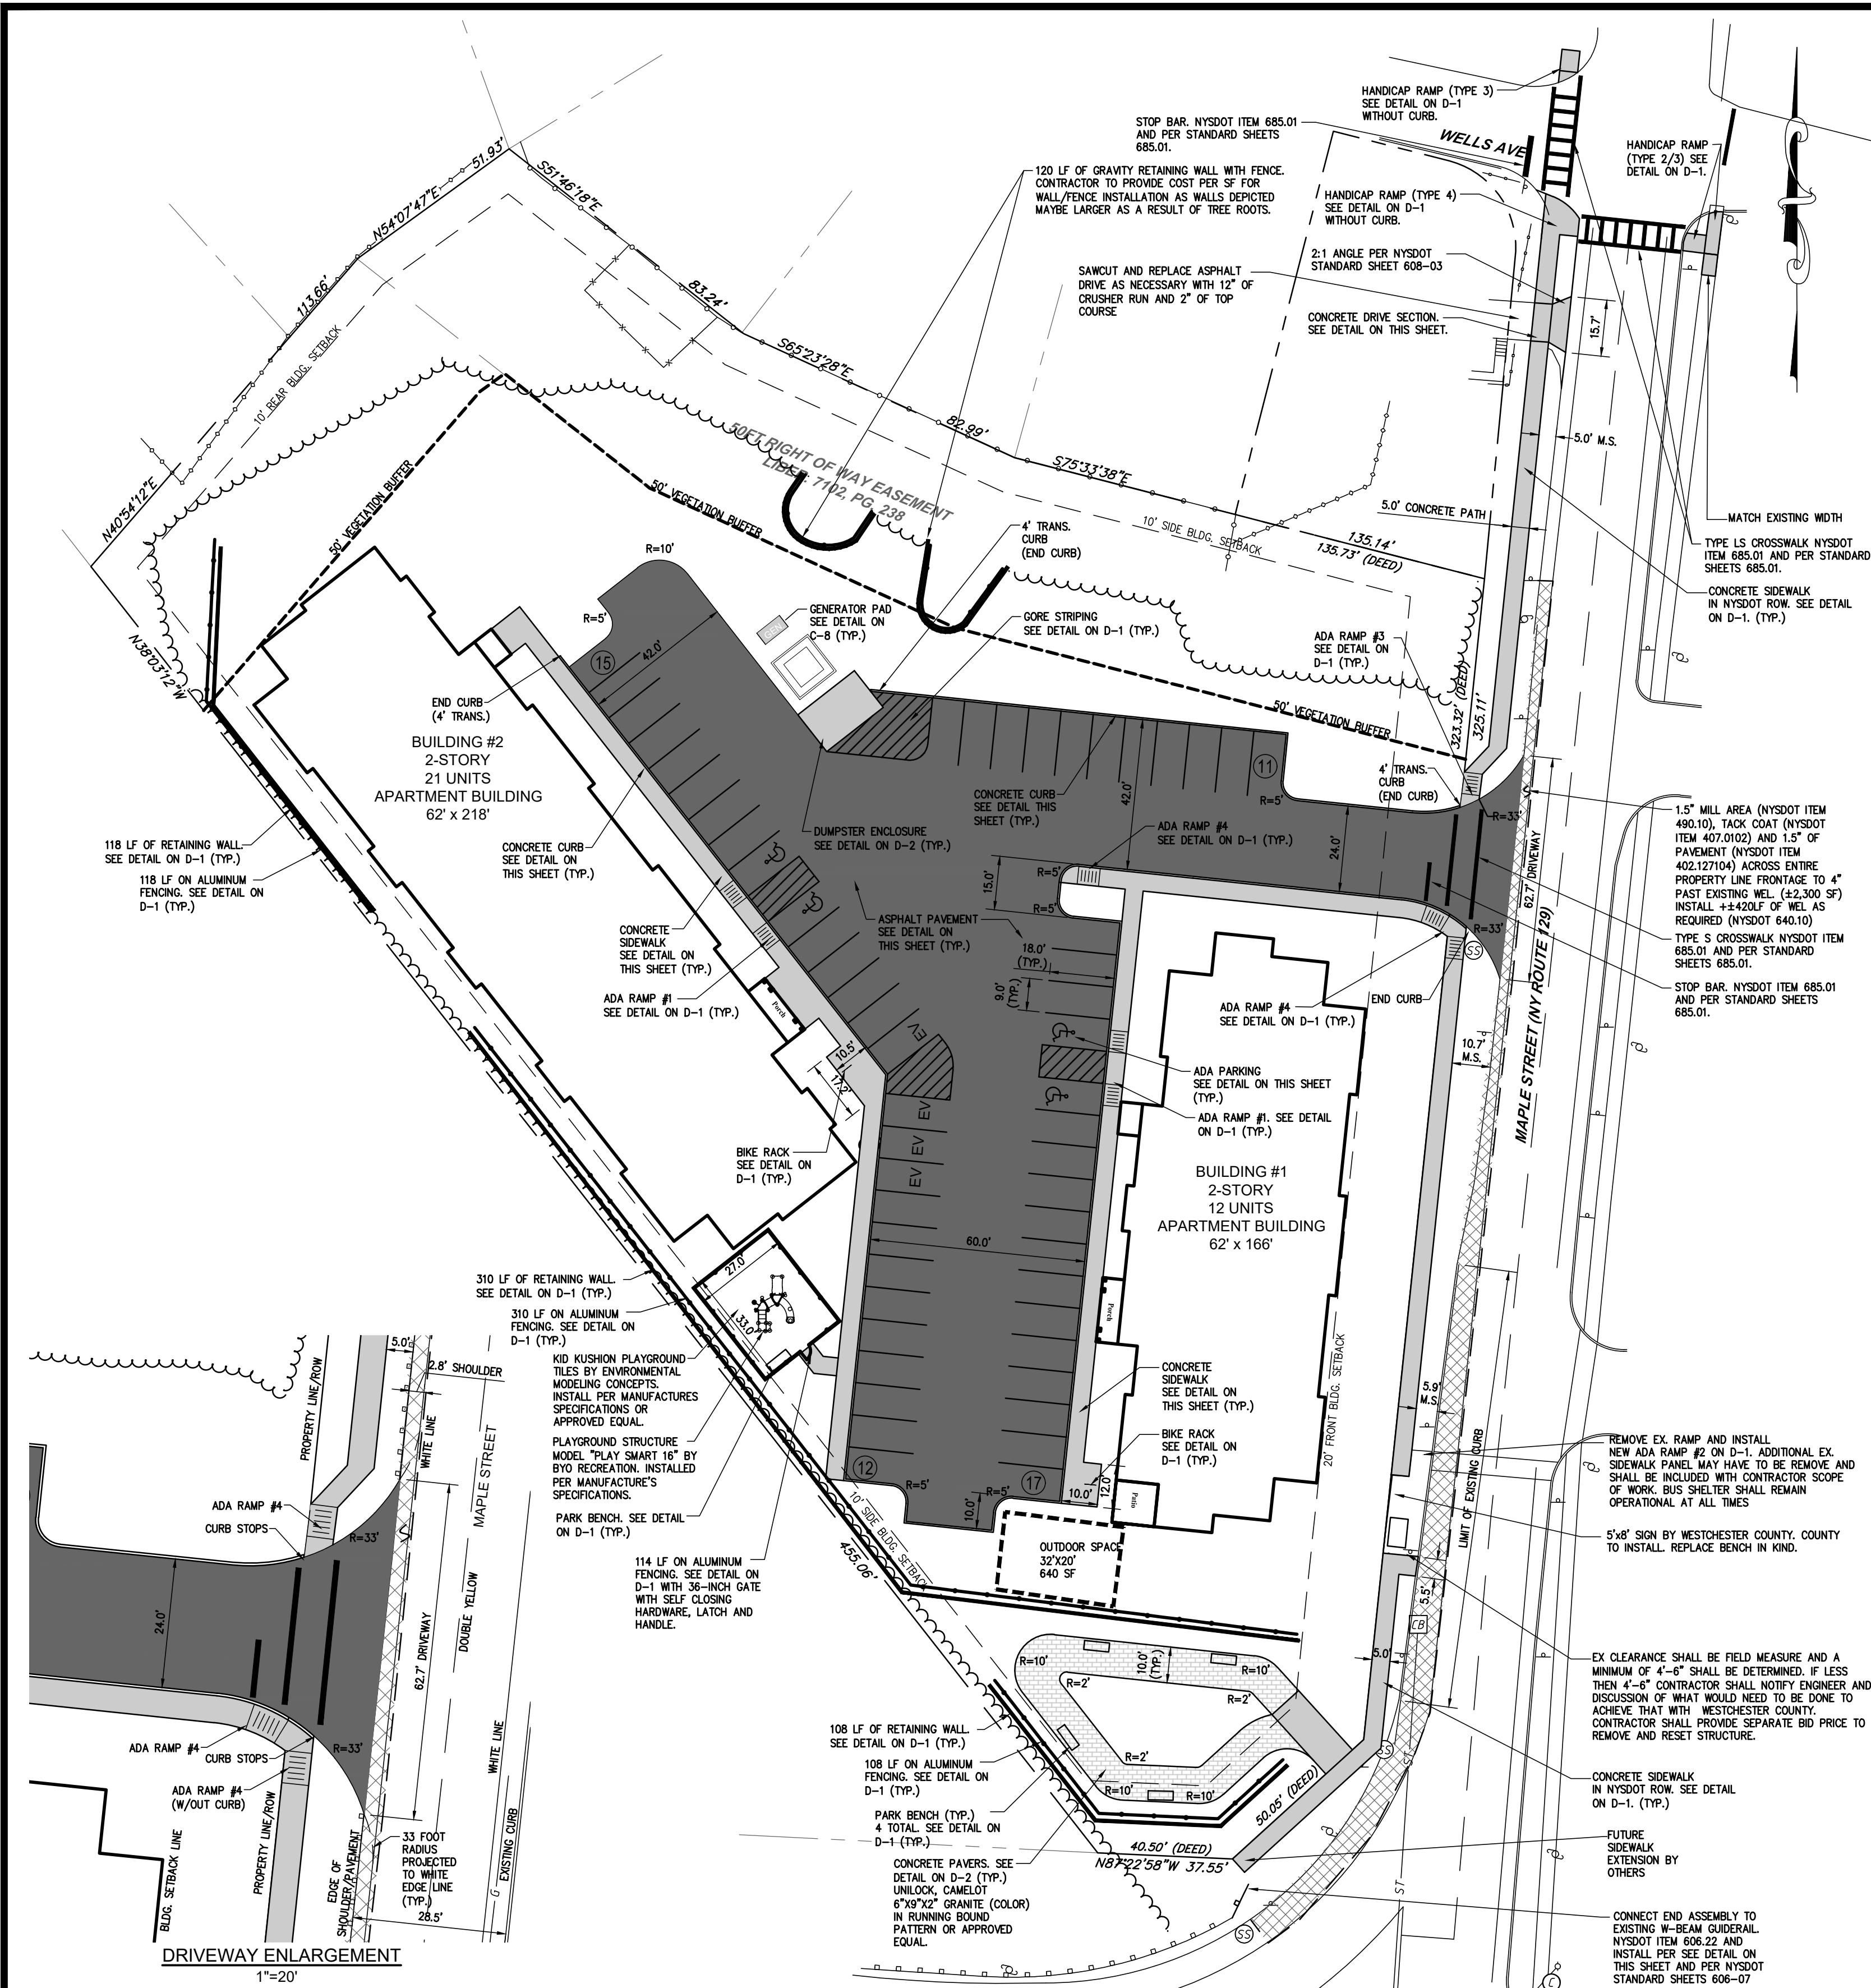 HANDICAP RAMP (TYPE 3)
SEE DETAIL ON D-1
WITHOUT CURB.
STOP BAR. NYSDOT ITEM 685.01
AND PER STANDARD SHEETS
685.01.
WELLS AVE
HANDICAP RAMP
(TYPE 2/3) SEE
DETAIL ON D-1.
120 LF OF GRAVITY RETAINING WALL WITH FENCE.
CONTRACTOR TO PROVIDE COST PER SF FOR
WALL/FENCE INSTALLATION AS WALLS DEPICTED
MAYBE LARGER AS A RESULT OF TREE ROOTS.
HANDICAP RAMP (TYPE 4)
SEE DETAIL ON D-1
WITHOUT CURB.
2:1 ANGLE PER NYSDOT
STANDARD SHEET 608-03
SAWCUT AND REPLACE ASPHALT
DRIVE AS NECESSARY WITH 12" OF
CRUSHER RUN AND 2" OF TOP
COURSE
CONCRETE DRIVE SECTION.
SEE DETAIL ON THIS SHEET.
15.7'
N54°07'47"E
51.93'
S51°46'18"E
113.66'
83.24'
10' REAR BLDG. SETBACK
S65°23'28"E
82.99'
S75°33'38"E
50FT RIGHT OF WAY EASEMENT
LIBER: 7102, PG. 238
5.0' M.S.
N40°54'12"E
50' VEGETATION BUFFER
50' VEGETATION BUFFER
5.0' CONCRETE PATH
10' SIDE BLDG. SETBACK
135.14'
135.73' (DEED)
MATCH EXISTING WIDTH
TYPE LS CROSSWALK NYSDOT
ITEM 685.01 AND PER STANDARD
SHEETS 685.01.
CONCRETE SIDEWALK
IN NYSDOT ROW. SEE DETAIL
ON D-1. (TYP.)
4' TRANS.
CURB
(END CURB)
R=10'
R=5'
GENERATOR PAD
SEE DETAIL ON
C-8 (TYP.)
GEN
GORE STRIPING
SEE DETAIL ON D-1 (TYP.)
ADA RAMP #3
SEE DETAIL ON
D-1 (TYP.)
N38°03'12"W
15
42.0'
END CURB
(4' TRANS.)
323.32' (DEED)
325.11'
50' VEGETATION BUFFER
BUILDING #2
2-STORY
21 UNITS
APARTMENT BUILDING
62' x 218'
11
42.0'
R=5'
4' TRANS.
CURB
(END CURB)
R=33'
CONCRETE CURB
SEE DETAIL THIS
SHEET (TYP.)
1.5" MILL AREA (NYSDOT ITEM
490.10), TACK COAT (NYSDOT
ITEM 407.0102) AND 1.5" OF
PAVEMENT (NYSDOT ITEM
402.127104) ACROSS ENTIRE
PROPERTY LINE FRONTAGE TO 4"
PAST EXISTING WEL. (±2,300 SF)
INSTALL +±420LF OF WEL AS
REQUIRED (NYSDOT 640.10)
DUMPSTER ENCLOSURE
SEE DETAIL ON D-2 (TYP.)
ADA RAMP #4
SEE DETAIL ON D-1 (TYP.)
24.0'
118 LF OF RETAINING WALL.
SEE DETAIL ON D-1 (TYP.)
CONCRETE CURB
SEE DETAIL ON
THIS SHEET (TYP.)
118 LF ON ALUMINUM
FENCING. SEE DETAIL ON
D-1 (TYP.)
15.0'
R=5'
R=5'
62.7' DRIVEWAY
MAPLE STREET (NY ROUTE 129)
R=33'
SS
TYPE S CROSSWALK NYSDOT ITEM
685.01 AND PER STANDARD
SHEETS 685.01.
STOP BAR. NYSDOT ITEM 685.01
AND PER STANDARD SHEETS
685.01.
ASPHALT PAVEMENT
SEE DETAIL ON
THIS SHEET (TYP.)
18.0'
(TYP.)
9.0'
(TYP.)
CONCRETE
SIDEWALK
SEE DETAIL ON
THIS SHEET (TYP.)
ADA RAMP #1
SEE DETAIL ON D-1 (TYP.)
Porch
ADA RAMP #4
SEE DETAIL ON D-1 (TYP.)
END CURB
EV
10.5'
17.2'
10.7'
M.S.
ADA PARKING
SEE DETAIL ON THIS SHEET
(TYP.)
ADA RAMP #1. SEE DETAIL
ON D-1 (TYP.)
EV
EV
EV
BIKE RACK
SEE DETAIL ON
D-1 (TYP.)
BUILDING #1
2-STORY
12 UNITS
APARTMENT BUILDING
62' x 166'
60.0'
27.0'
33.0'
310 LF OF RETAINING WALL.
SEE DETAIL ON D-1 (TYP.)
310 LF ON ALUMINUM
FENCING. SEE DETAIL ON
D-1 (TYP.)
Porch
20' FRONT BLDG. SETBACK
KID KUSHION PLAYGROUND
TILES BY ENVIRONMENTAL
MODELING CONCEPTS.
INSTALL PER MANUFACTURES
SPECIFICATIONS OR
APPROVED EQUAL.
PLAYGROUND STRUCTURE
MODEL "PLAY SMART 16" BY
BYO RECREATION. INSTALLED
PER MANUFACTURE'S
SPECIFICATIONS.
PARK BENCH. SEE DETAIL
ON D-1 (TYP.)
114 LF ON ALUMINUM
FENCING. SEE DETAIL ON
D-1 WITH 36-INCH GATE
WITH SELF CLOSING
HARDWARE, LATCH AND
HANDLE.
CONCRETE
SIDEWALK
SEE DETAIL ON
THIS SHEET (TYP.)
BIKE RACK
SEE DETAIL ON
D-1 (TYP.)
5.9'
M.S.
LIMIT OF EXISTING CURB
REMOVE EX. RAMP AND INSTALL
NEW ADA RAMP #2 ON D-1. ADDITIONAL EX.
SIDEWALK PANEL MAY HAVE TO BE REMOVE AND
SHALL BE INCLUDED WITH CONTRACTOR SCOPE
OF WORK. BUS SHELTER SHALL REMAIN
OPERATIONAL AT ALL TIMES
5'x8' SIGN BY WESTCHESTER COUNTY. COUNTY
TO INSTALL. REPLACE BENCH IN KIND.
12
R=5'
10.0'
R=5'
17
10.0'
12.0'
Patio
10' SIDE BLDG. SETBACK
455.06'
OUTDOOR SPACE
32'X20'
640 SF
5.5'
CB
5.0'
EX CLEARANCE SHALL BE FIELD MEASURE AND A
MINIMUM OF 4'-6" SHALL BE DETERMINED. IF LESS
THEN 4'-6" CONTRACTOR SHALL NOTIFY ENGINEER AND
DISCUSSION OF WHAT WOULD NEED TO BE DONE TO
ACHIEVE THAT WITH WESTCHESTER COUNTY.
CONTRACTOR SHALL PROVIDE SEPARATE BID PRICE TO
REMOVE AND RESET STRUCTURE.
R=10'
10.0'
(TYP.)
R=10'
R=2'
R=2'
R=2'
R=10'
R=10'
108 LF OF RETAINING WALL.
SEE DETAIL ON D-1 (TYP.)
108 LF ON ALUMINUM
FENCING. SEE DETAIL ON
D-1 (TYP.)
PARK BENCH (TYP.)
4 TOTAL. SEE DETAIL ON
D-1 (TYP.)
SS
ST
50.05' (DEED)
CONCRETE SIDEWALK
IN NYSDOT ROW. SEE DETAIL
ON D-1. (TYP.)
40.50' (DEED)
N87°22'58"W 37.55'
FUTURE
SIDEWALK
EXTENSION BY
OTHERS
CONCRETE PAVERS. SEE
DETAIL ON D-2 (TYP.)
UNILOCK, CAMELOT
6"X9"X2" GRANITE (COLOR)
IN RUNNING BOUND
PATTERN OR APPROVED
EQUAL.
ST
SS
C
CONNECT END ASSEMBLY TO
EXISTING W-BEAM GUIDERAIL.
NYSDOT ITEM 606.22 AND
INSTALL PER SEE DETAIL ON
THIS SHEET AND PER NYSDOT
STANDARD SHEETS 606-07
5.0'
2.8' SHOULDER
PROPERTY LINE/ROW
WHITE LINE
MAPLE STREET
ADA RAMP #4
CURB STOPS
R=33'
24.0'
DOUBLE YELLOW
62.7' DRIVEWAY
ADA RAMP #4
CURB STOPS
R=33'
ADA RAMP #4
(W/OUT CURB)
WHITE LINE
BLDG. SETBACK LINE
PROPERTY LINE/ROW
EDGE OF
SHOULDER/PAVEMENT
33 FOOT
RADIUS
PROJECTED
TO WHITE
EDGE LINE
(TYP.)
G
EXISTING CURB
28.5'
DRIVEWAY ENLARGEMENT
1"=20'